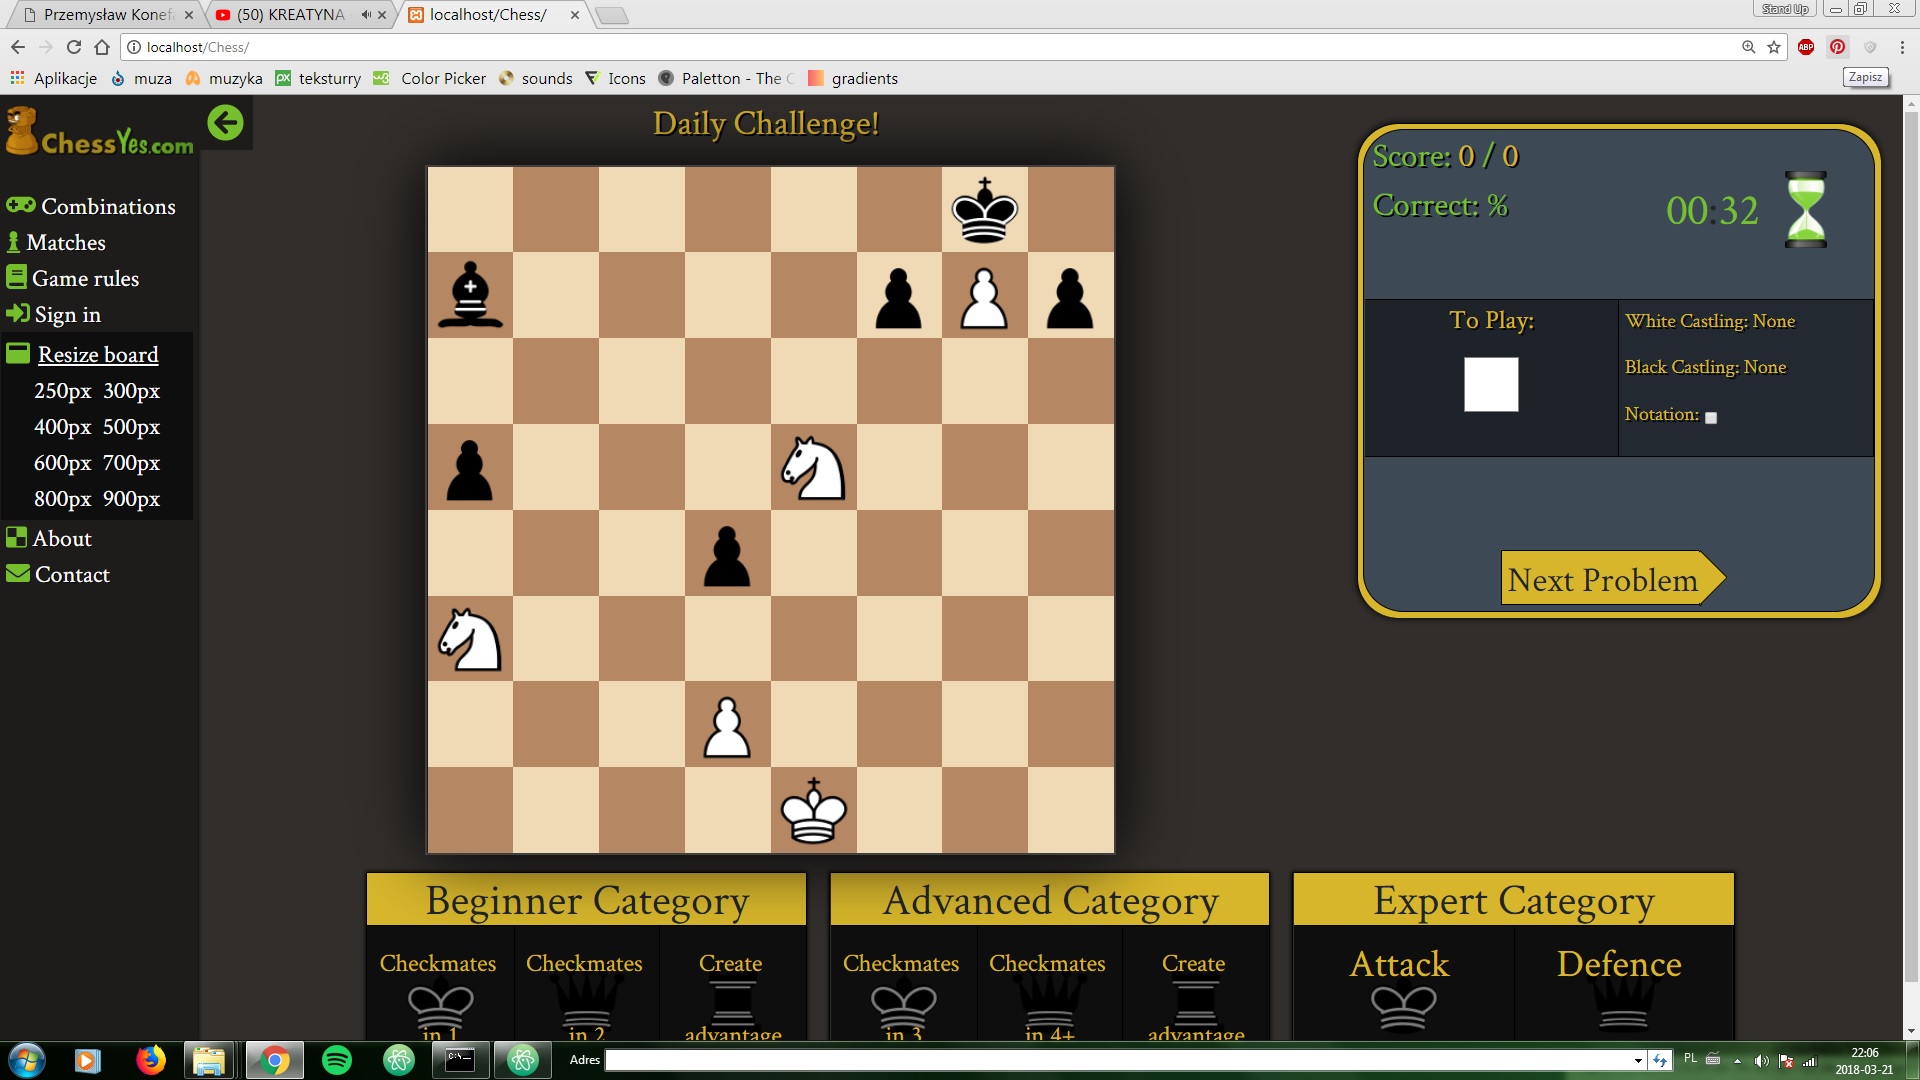 Przemysław Konef
(50) KREATYNA
localhost/Chess/
Stand Up
localhost/Chess/
ABP
Aplikacje
muza
muzyka
px
teksturry
w3
Color Picker
sounds
Icons
Paletton - The C
gradients
Zapisz
ChessYes.com
Daily Challenge!
Combinations
Matches
Game rules
Sign in
Resize board
250px 300px
400px 500px
600px 700px
800px 900px
About
Contact
Score: 0 / 0
Correct: %
00:32
To Play:
White Castling: None
Black Castling: None
Notation:
Next Problem
Beginner Category
Checkmates
in 1
Checkmates
in 2
Create
advantage
Advanced Category
Checkmates
in 3
Checkmates
in 4+
Create
advantage
Expert Category
Attack
Defence
Adres
PL
22:06
2018-03-21